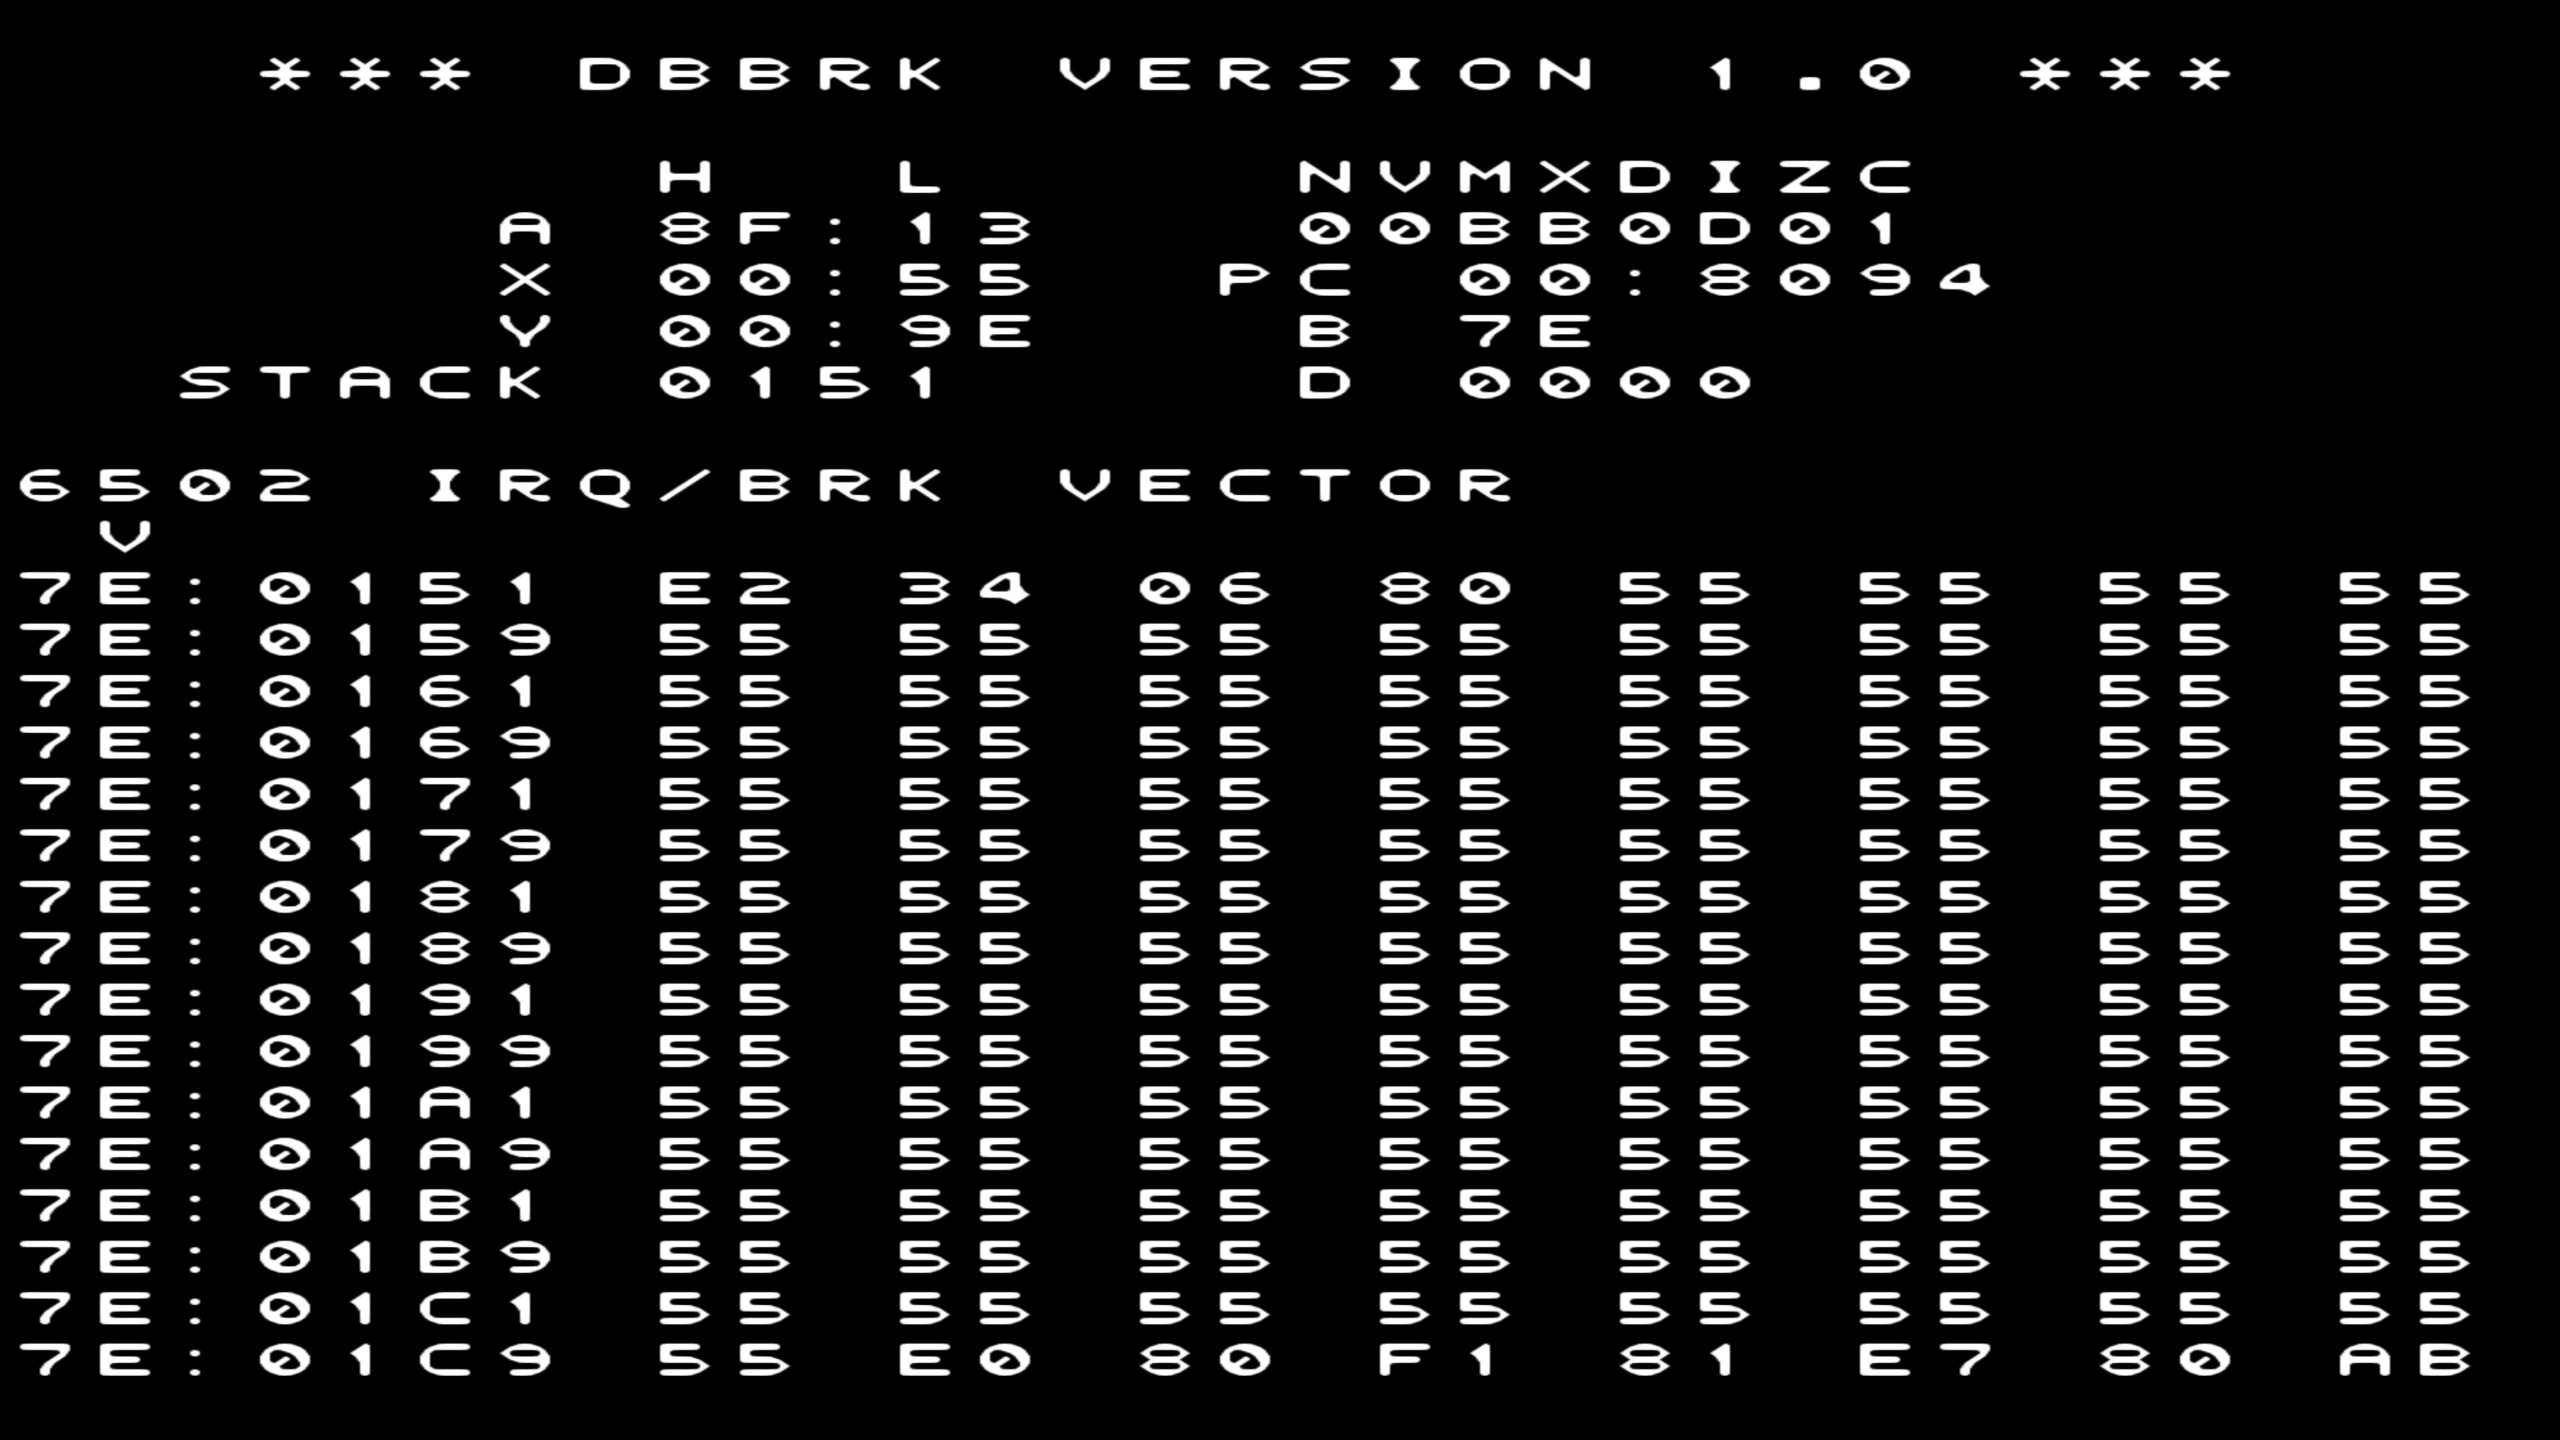 *** DBBRK VERSION 1.0 ***
H L NVMXDIZC
A 8F:13 00BB0D01
X 00:55 PC 00:8094
Y 00:9E B 7E
STACK 0151 D 0000
6502 IRQ/BRK VECTOR
V
7E:0151 E2 34 06 80 55 55 55 55
7E:0159 55 55 55 55 55 55 55 55
7E:0161 55 55 55 55 55 55 55 55
7E:0169 55 55 55 55 55 55 55 55
7E:0171 55 55 55 55 55 55 55 55
7E:0179 55 55 55 55 55 55 55 55
7E:0181 55 55 55 55 55 55 55 55
7E:0189 55 55 55 55 55 55 55 55
7E:0191 55 55 55 55 55 55 55 55
7E:0199 55 55 55 55 55 55 55 55
7E:01A1 55 55 55 55 55 55 55 55
7E:01A9 55 55 55 55 55 55 55 55
7E:01B1 55 55 55 55 55 55 55 55
7E:01B9 55 55 55 55 55 55 55 55
7E:01C1 55 55 55 55 55 55 55 55
7E:01C9 55 E0 80 F1 81 E7 80 AB